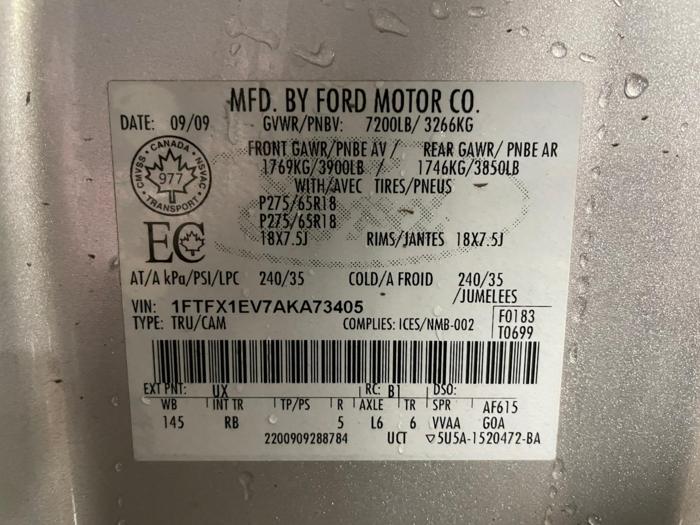 MFD. BY FORD MOTOR CO.
DATE: 09/09 GVWR/PNBV: 7200LB/ 3266KG
FRONT GAWR/PNBE AV / REAR GAWR/ PNBE AR
1769KG/3900LB / 1746KG/3850LB
WITH/AVEC TIRES/PNEUS
CANADA
CMVSS • NSVAC
977
TRANSPORT
P275/65R18
P275/65R18
EC
18X7.5J RIMS/JANTES 18X7.5J
AT/A kPa/PSI/LPC 240/35 COLD/A FROID 240/35
/JUMELEES
VIN: 1FTFX1EV7AKA73405
TYPE: TRU/CAM COMPLIES: ICES/NMB-002 F0183
T0699
EXT PNT: UX RC: B1 DSO:
WB INT TR TP/PS R AXLE TR SPR AF615
145 RB 5 L6 6 VVAA GOA
2200909288784 UCT ▽5U5A-1520472-BA